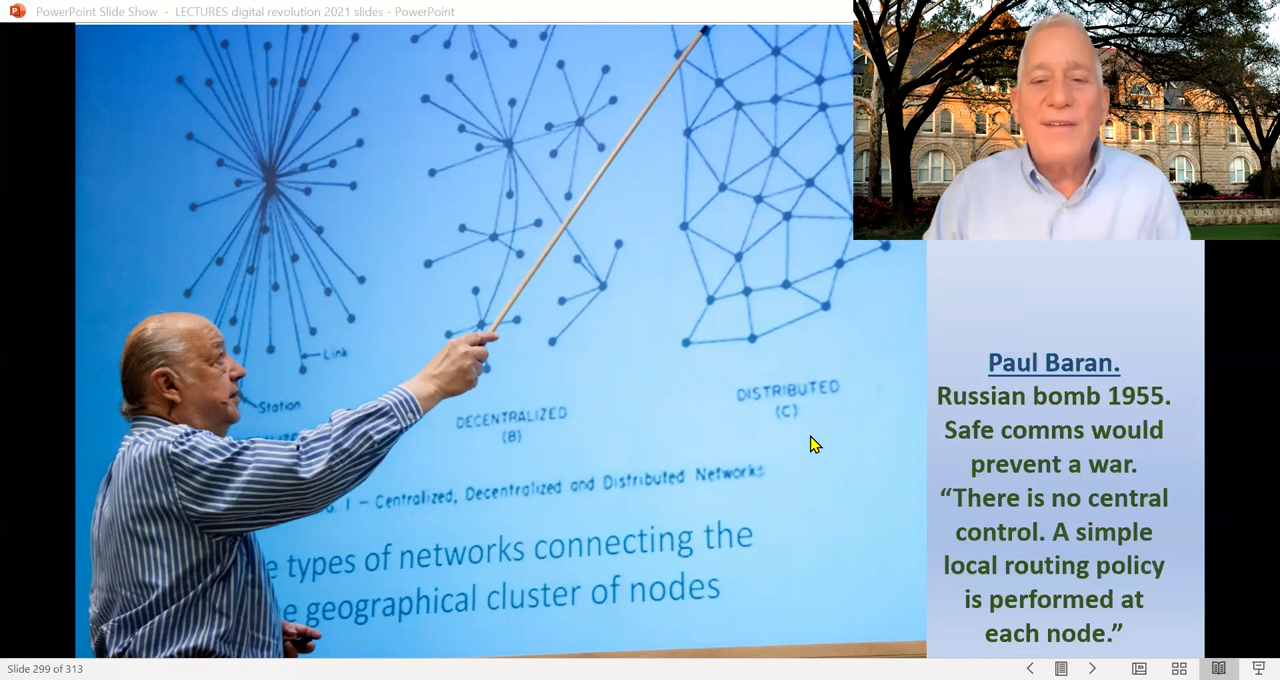 PowerPoint Slide Show - LECTURES digital revolution 2021 slides - PowerPoint
Link
Station
DECENTRALIZED
(B)
DISTRIBUTED
(C)
1 – Centralized, Decentralized and Distributed Networks
types of networks connecting the
geographical cluster of nodes
Paul Baran.
Russian bomb 1955.
Safe comms would
prevent a war.
“There is no central
control. A simple
local routing policy
is performed at
each node.”
Slide 299 of 313